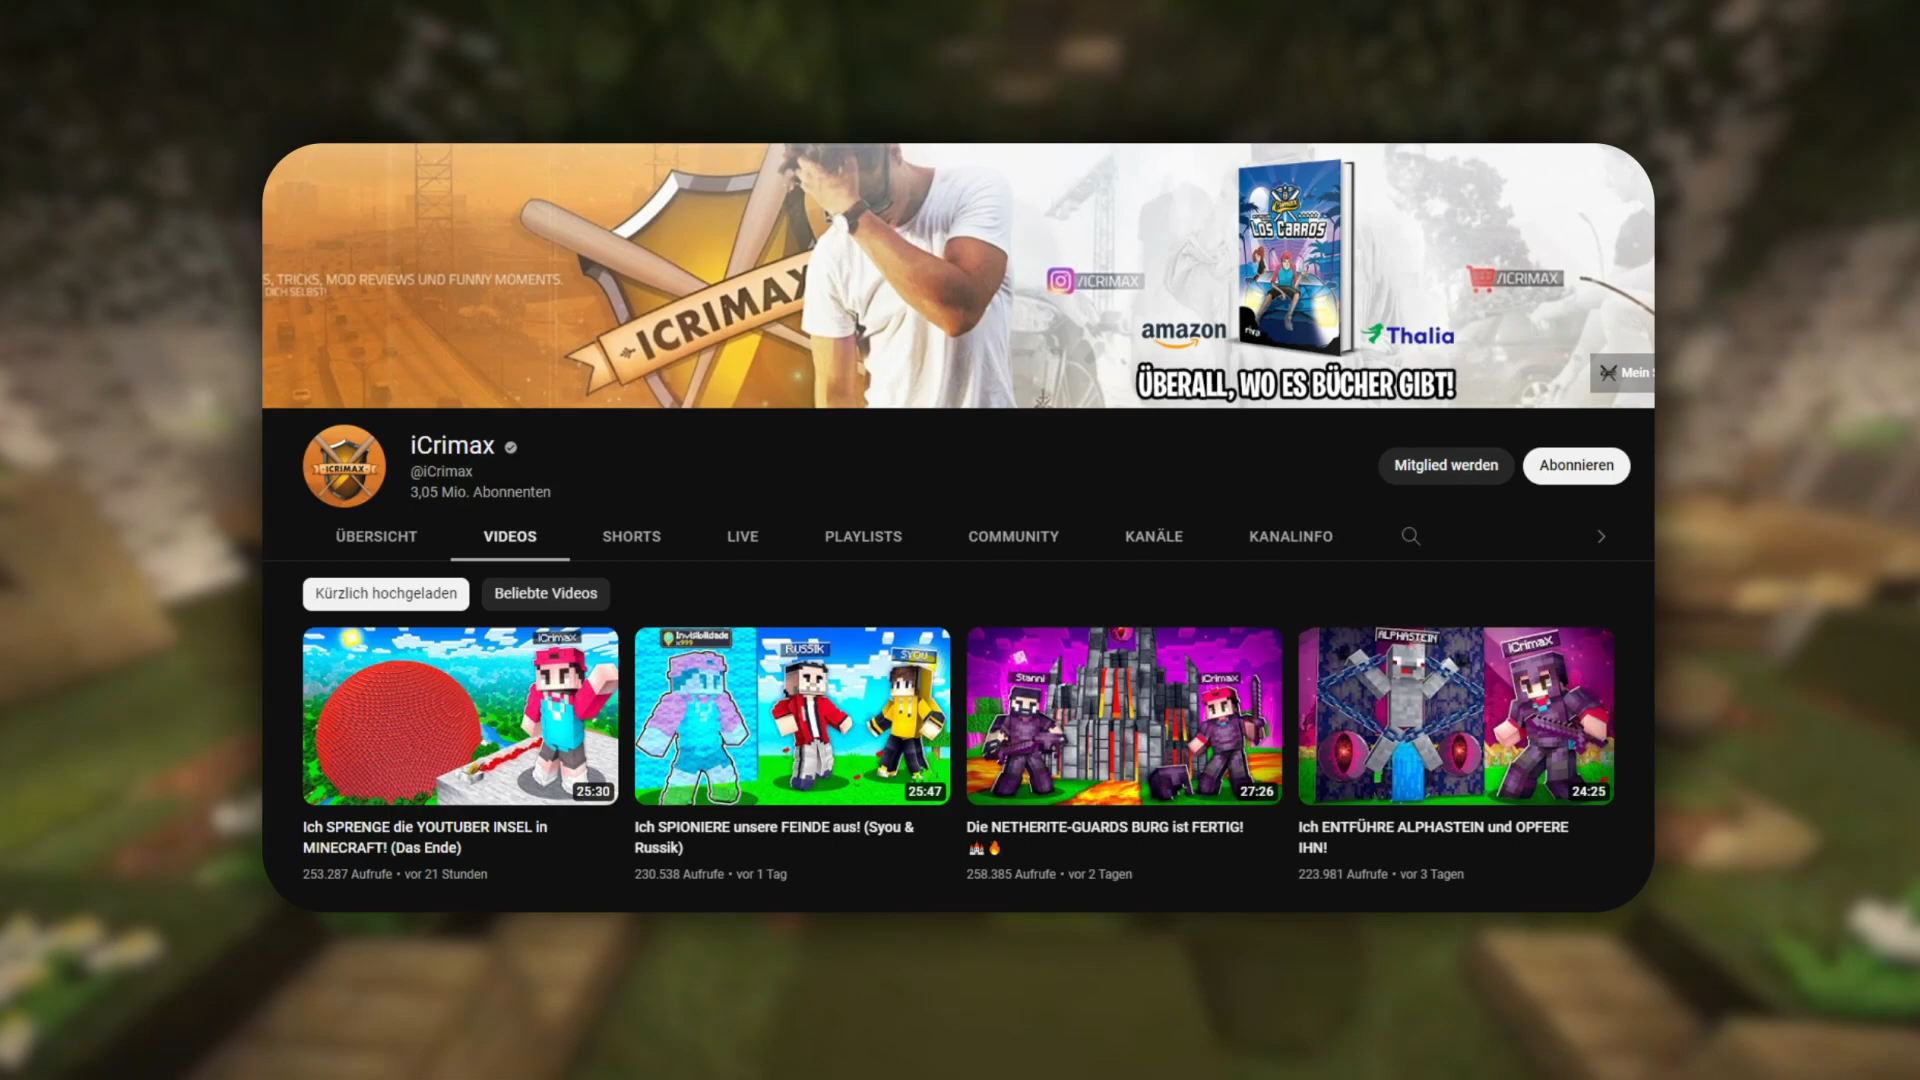 S, TRICKS, MOD REVIEWS UND FUNNY MOMENTS.
DICH SELBST!
ICRIMAX
/ICRIMAX
iCrimax
LOS CARROS
riva
/ICRIMAX
amazon
Thalia
ÜBERALL, WO ES BÜCHER GIBT!
Mein
ICRIMAX
iCrimax
@iCrimax
3,05 Mio. Abonnenten
Mitglied werden
Abonnieren
ÜBERSICHT
VIDEOS
SHORTS
LIVE
PLAYLISTS
COMMUNITY
KANÄLE
KANALINFO
Kürzlich hochgeladen
Beliebte Videos
iCrimax
25:30
Invisibilidade
x999
RUSSIK
SYOU
25:47
Stanni
iCrimax
27:26
ALPHASTEIN
iCrimax
24:25
Ich SPRENGE die YOUTUBER INSEL in
MINECRAFT! (Das Ende)
253.287 Aufrufe • vor 21 Stunden
Ich SPIONIERE unsere FEINDE aus! (Syou &
Russik)
230.538 Aufrufe • vor 1 Tag
Die NETHERITE-GUARDS BURG ist FERTIG!
🏰🔥
258.385 Aufrufe • vor 2 Tagen
Ich ENTFÜHRE ALPHASTEIN und OPFERE
IHN!
223.981 Aufrufe • vor 3 Tagen